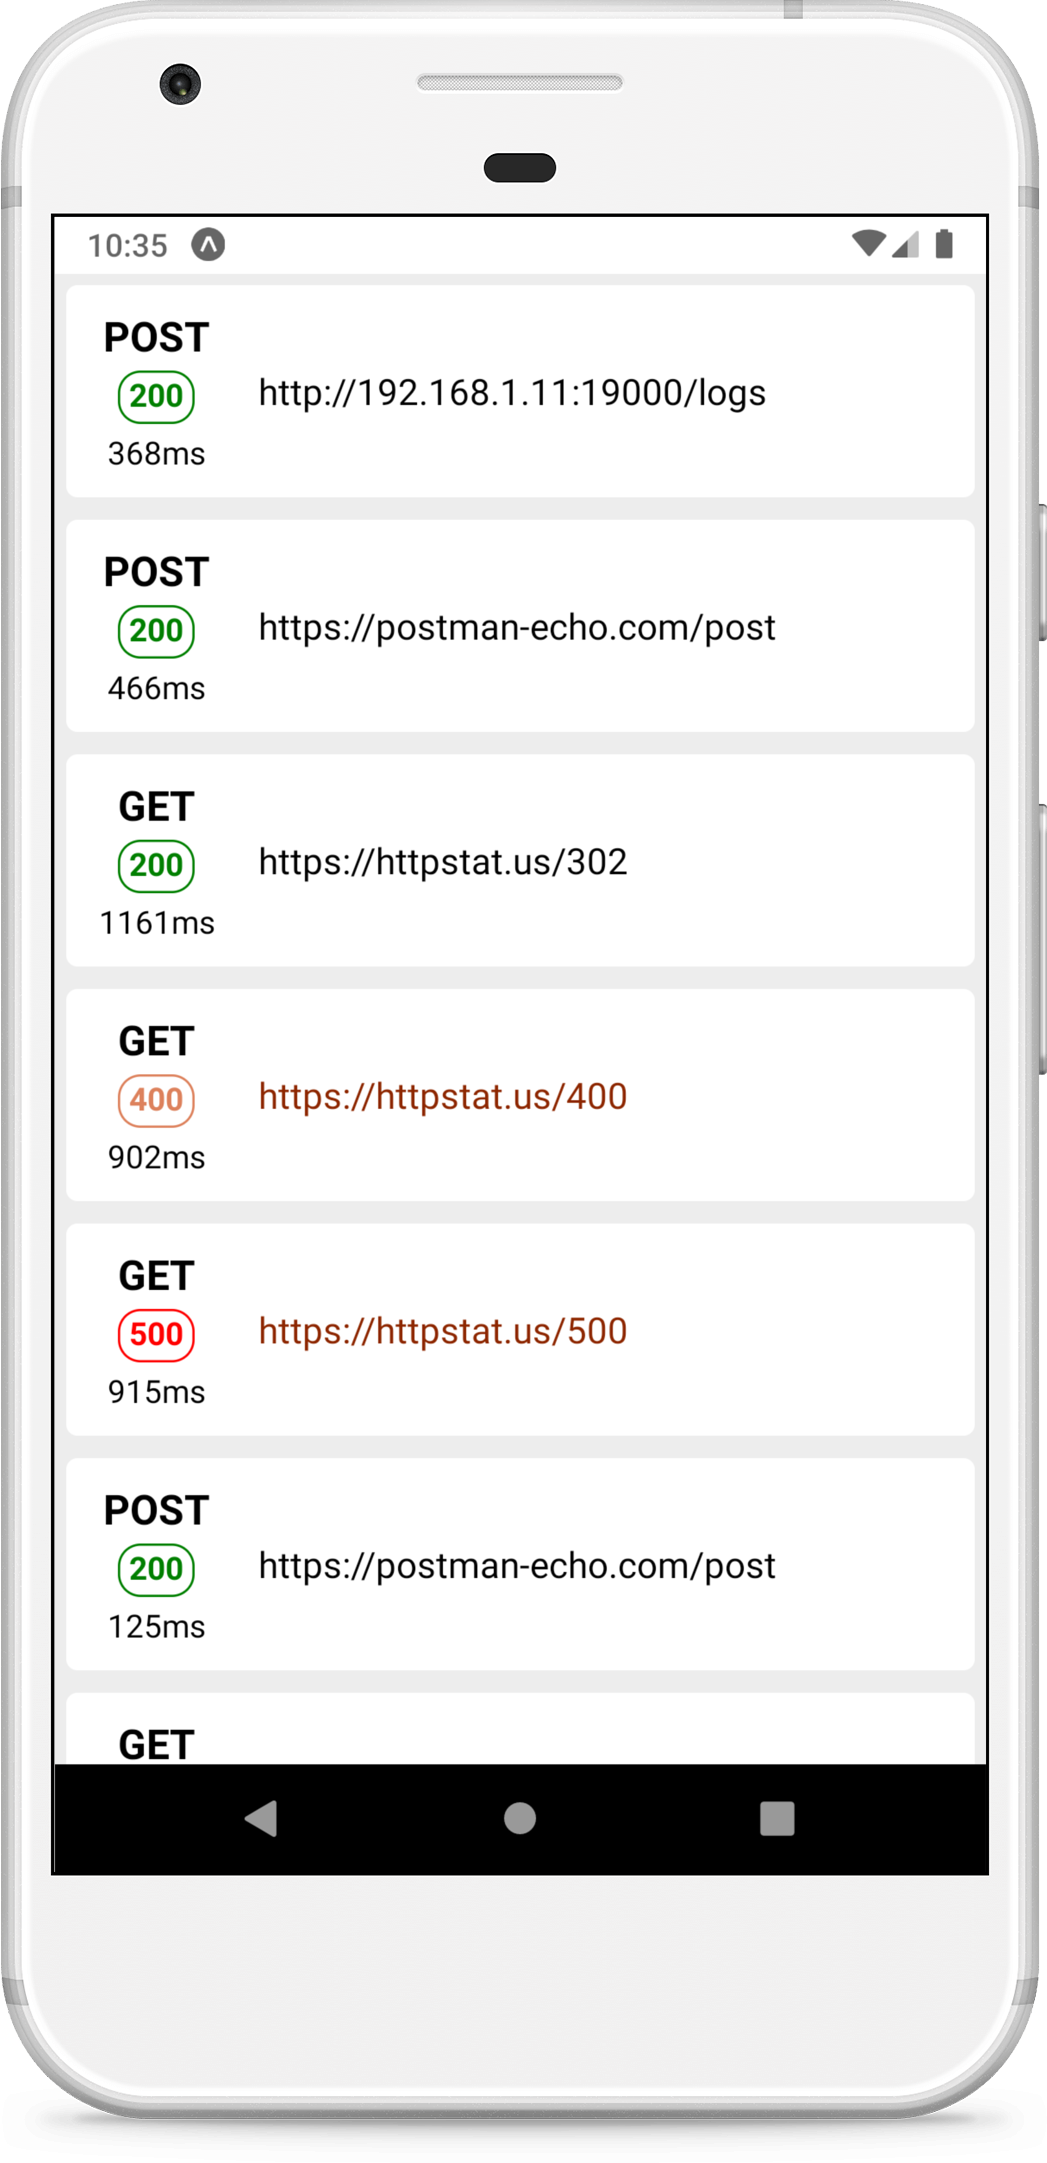 10:35
POST
200
http://192.168.1.11:19000/logs
368ms
POST
200
https://postman-echo.com/post
466ms
GET
200
https://httpstat.us/302
1161ms
GET
400
https://httpstat.us/400
902ms
GET
500
https://httpstat.us/500
915ms
POST
200
https://postman-echo.com/post
125ms
GET